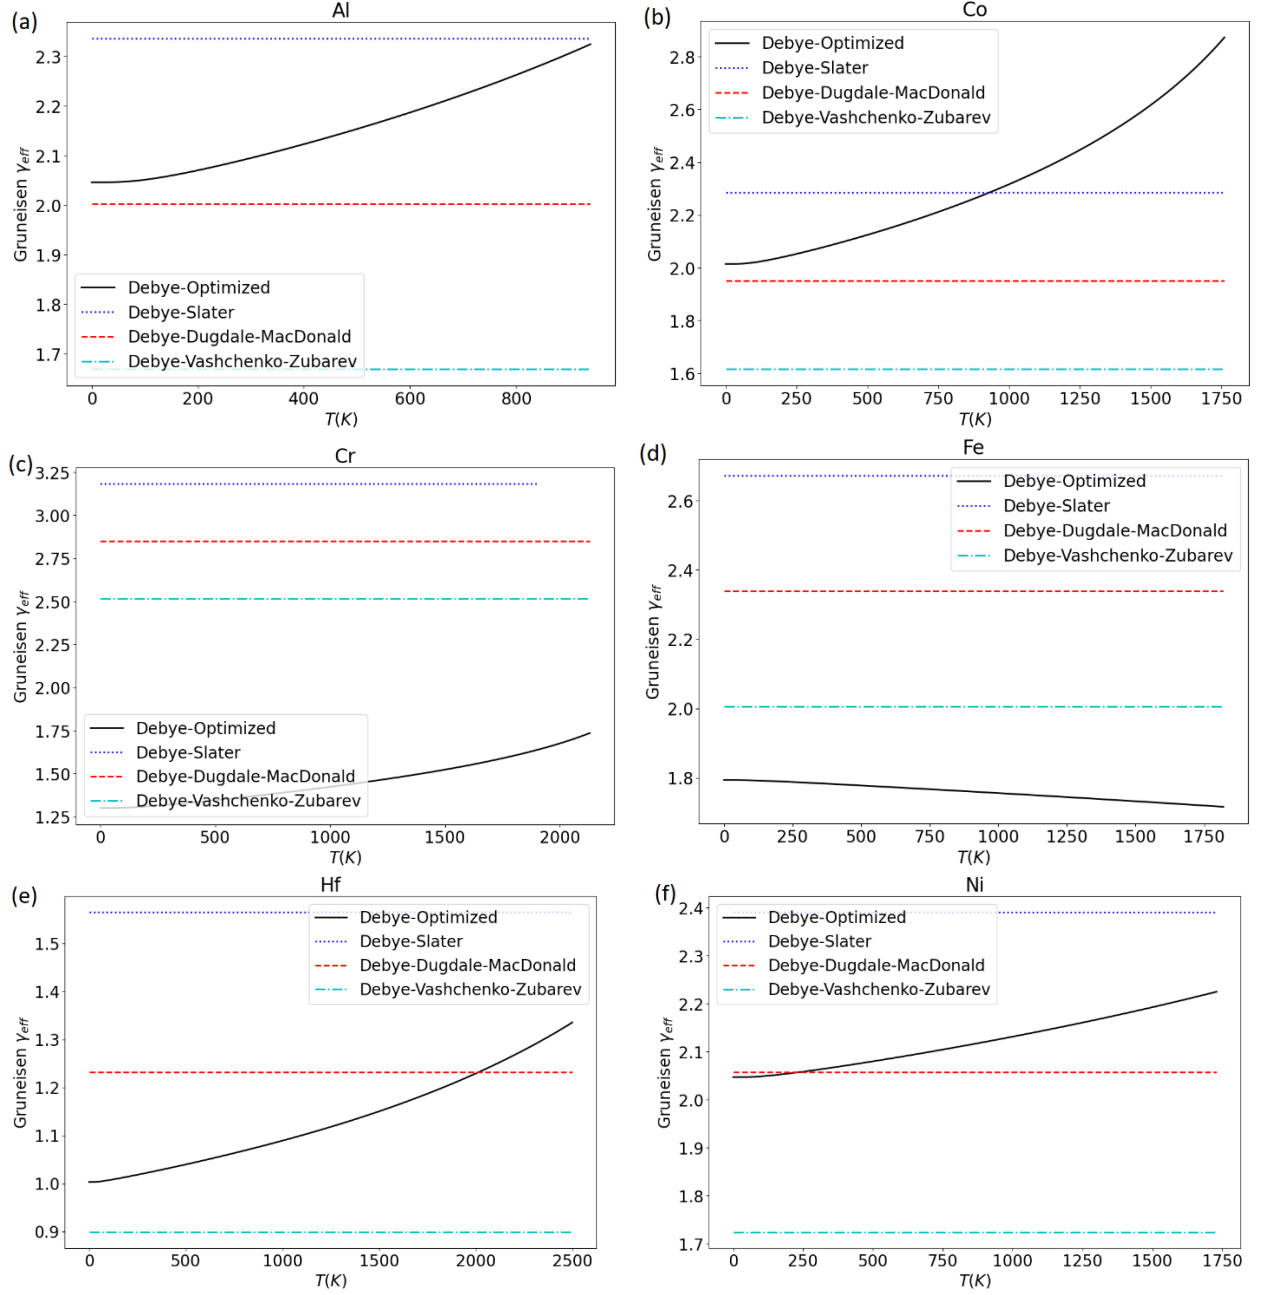 (a)
Al
2.3
2.2
2.1
2.0
1.9
1.8
1.7
Gruneisen γeff
Debye-Optimized
Debye-Slater
Debye-Dugdale-MacDonald
Debye-Vashchenko-Zubarev
0 200 400 600 800
T(K)
(b)
Co
2.8
2.6
2.4
2.2
2.0
1.8
1.6
Gruneisen γeff
Debye-Optimized
Debye-Slater
Debye-Dugdale-MacDonald
Debye-Vashchenko-Zubarev
0 250 500 750 1000 1250 1500 1750
T(K)
(c)
Cr
3.25
3.00
2.75
2.50
2.25
2.00
1.75
1.50
1.25
Gruneisen γeff
Debye-Optimized
Debye-Slater
Debye-Dugdale-MacDonald
Debye-Vashchenko-Zubarev
0 500 1000 1500 2000
T(K)
(d)
Fe
2.6
2.4
2.2
2.0
1.8
Gruneisen γeff
Debye-Optimized
Debye-Slater
Debye-Dugdale-MacDonald
Debye-Vashchenko-Zubarev
0 250 500 750 1000 1250 1500 1750
T(K)
(e)
Hf
1.5
1.4
1.3
1.2
1.1
1.0
0.9
Gruneisen γeff
Debye-Optimized
Debye-Slater
Debye-Dugdale-MacDonald
Debye-Vashchenko-Zubarev
0 500 1000 1500 2000 2500
T(K)
(f)
Ni
2.4
2.3
2.2
2.1
2.0
1.9
1.8
1.7
Gruneisen γeff
Debye-Optimized
Debye-Slater
Debye-Dugdale-MacDonald
Debye-Vashchenko-Zubarev
0 250 500 750 1000 1250 1500 1750
T(K)